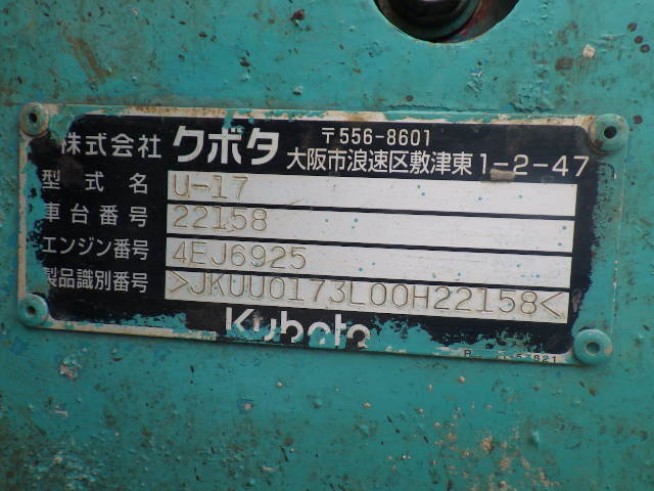 株式会社 クボタ 〒556-8601
大阪市浪速区敷津東1-2-47
型式名 U-17
車台番号 22158
エンジン番号 4EJ6925
製品識別番号 >JKUU0173L00H22158<
Kubota